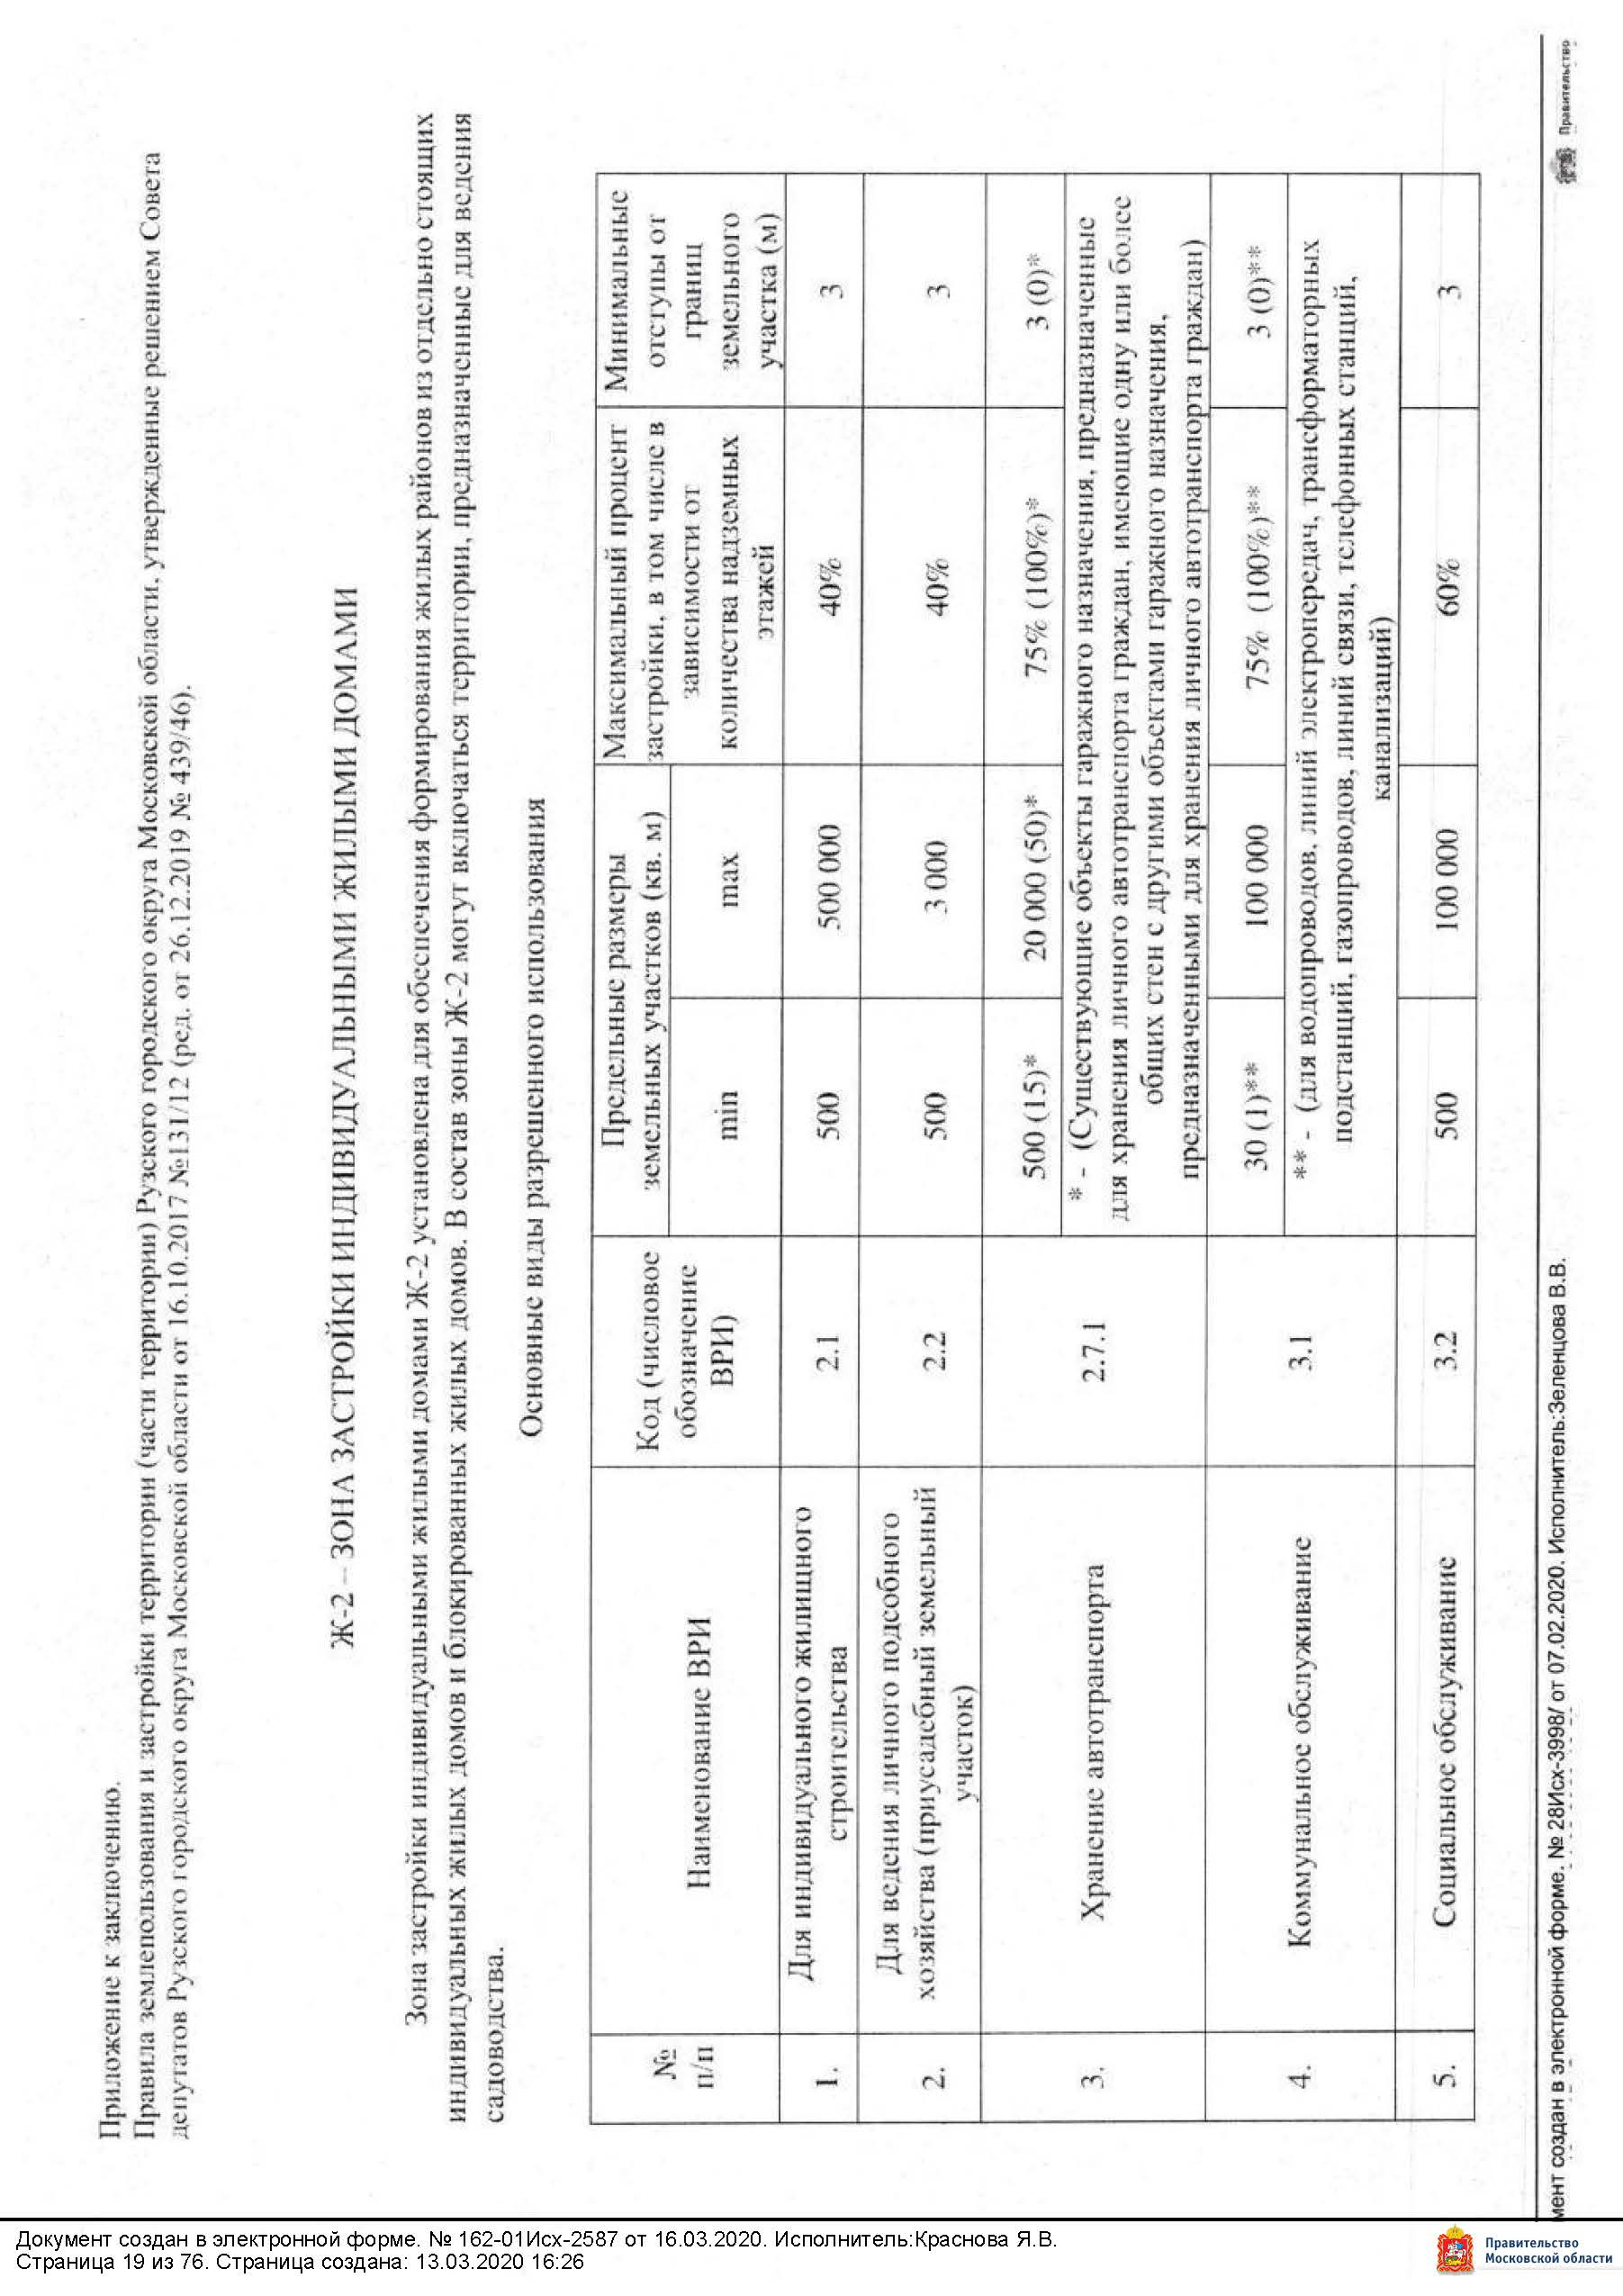 Приложение к заключению.
Правила землепользования и застройки территории (части территории) Рузского городского округа Московской области, утвержденные решением Совета
депутатов Рузского городского округа Московской области от 16.10.2017 №131/12 (ред. от 26.12.2019 № 439/46).
Ж-2 – ЗОНА ЗАСТРОЙКИ ИНДИВИДУАЛЬНЫМИ ЖИЛЫМИ ДОМАМИ
Зона застройки индивидуальными жилыми домами Ж-2 установлена для обеспечения формирования жилых районов из отдельно стоящих
индивидуальных жилых домов и блокированных жилых домов. В состав зоны Ж-2 могут включаться территории, предназначенные для ведения
садоводства.
Основные виды разрешенного использования
№
п/п
Наименование ВРИ
Код (числовое
обозначение
ВРИ)
Предельные размеры
земельных участков (кв. м)
min
max
Максимальный процент
застройки, в том числе в
зависимости от
количества надземных
этажей
Минимальные
отступы от
границ
земельного
участка (м)
1.
Для индивидуального жилищного
строительства
2.1
500
500 000
40%
3
2.
Для ведения личного подсобного
хозяйства (приусадебный земельный
участок)
2.2
500
3 000
40%
3
3.
Хранение автотранспорта
2.7.1
500 (15)*
20 000 (50)*
75% (100%)*
3 (0)*
* - (Существующие объекты гаражного назначения, предназначенные
для хранения личного автотранспорта граждан, имеющие одну или более
общих стен с другими объектами гаражного назначения,
предназначенными для хранения личного автотранспорта граждан)
4.
Коммунальное обслуживание
3.1
30 (1)**
100 000
75% (100%)**
3 (0)**
** - (для водопроводов, линий электропередач, трансформаторных
подстанций, газопроводов, линий связи, телефонных станций,
канализаций)
5.
Социальное обслуживание
3.2
500
100 000
60%
3
мент создан в электронной форме. № 28Исх-3998/ от 07.02.2020. Исполнитель:Зеленцова В.В.
Правительство
Документ создан в электронной форме. № 162-01Исх-2587 от 16.03.2020. Исполнитель:Краснова Я.В.
Страница 19 из 76. Страница создана: 13.03.2020 16:26
Правительство
Московской области